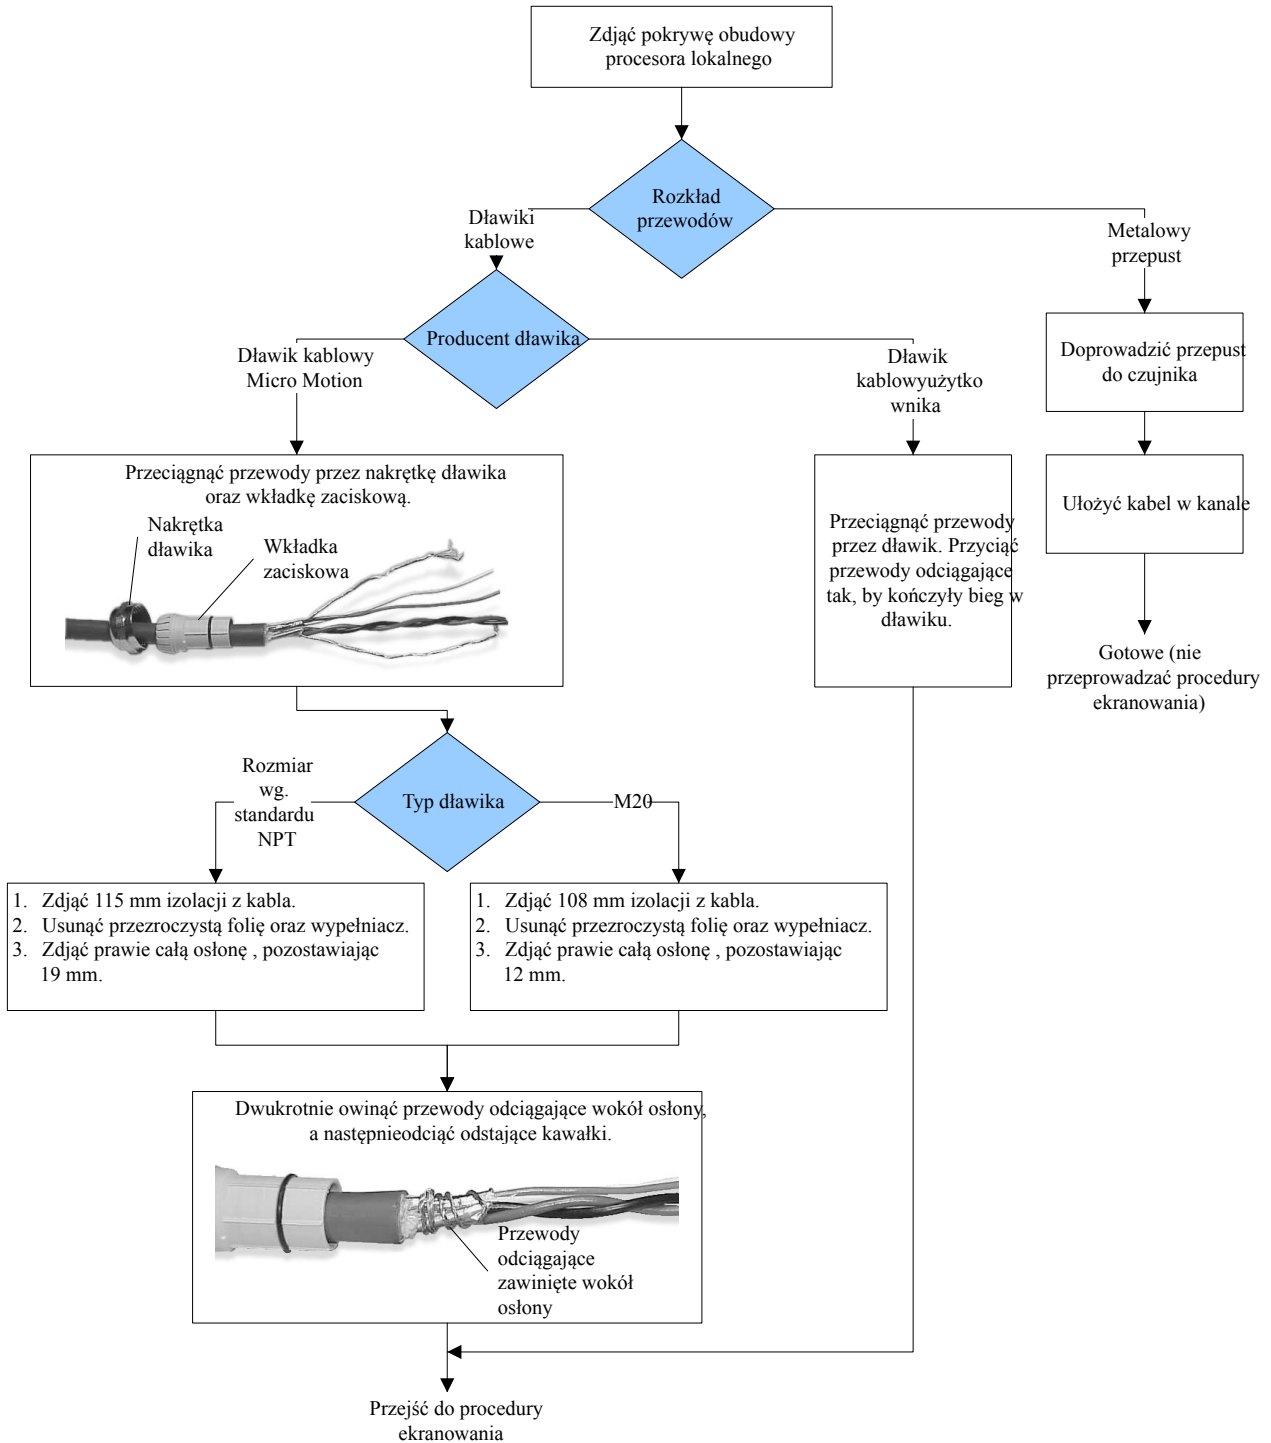 Zdjąć pokrywę obudowy
procesora lokalnego
Rozkład
przewodów
Dławiki
kablowe
Metalowy
przepust
Producent dławika
Dławik kablowy
Micro Motion
Dławik
kablowyużytko
wnika
Doprowadzić przepust
do czujnika
Przeciągnąć przewody przez nakrętkę dławika
oraz wkładkę zaciskową.
Nakrętka
dławika
Wkładka
zaciskowa
Przeciągnąć przewody
przez dławik. Przyciąć
przewody odciągające
tak, by kończyły bieg w
dławiku.
Ułożyć kabel w kanale
Gotowe (nie
przeprowadzać procedury
ekranowania)
Rozmiar
wg.
standardu
NPT
Typ dławika
M20
1. Zdjąć 115 mm izolacji z kabla.
2. Usunąć przezroczystą folię oraz wypełniacz.
3. Zdjąć prawie całą osłonę , pozostawiając
19 mm.
1. Zdjąć 108 mm izolacji z kabla.
2. Usunąć przezroczystą folię oraz wypełniacz.
3. Zdjąć prawie całą osłonę , pozostawiając
12 mm.
Dwukrotnie owinąć przewody odciągające wokół osłony,
a następnieodciąć odstające kawałki.
Przewody
odciągające
zawinięte wokół
osłony
Przejść do procedury
ekranowania